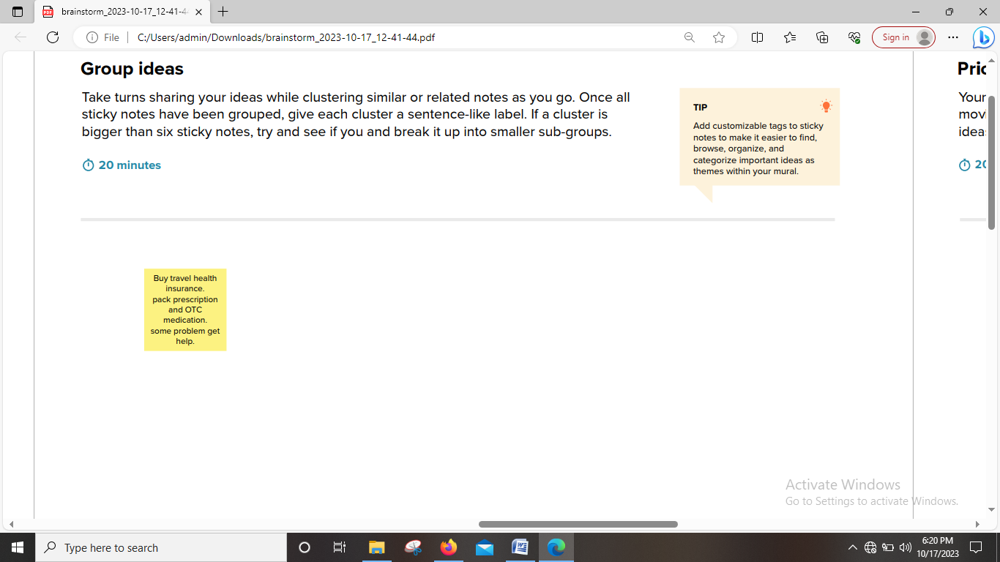 brainstorm_2023-10-17_12-41-4
File
C:/Users/admin/Downloads/brainstorm_2023-10-17_12-41-44.pdf
Sign in
Group ideas
Take turns sharing your ideas while clustering similar or related notes as you go. Once all
sticky notes have been grouped, give each cluster a sentence-like label. If a cluster is
bigger than six sticky notes, try and see if you and break it up into smaller sub-groups.
20 minutes
TIP
Add customizable tags to sticky
notes to make it easier to find,
browse, organize, and
categorize important ideas as
themes within your mural.
Your
Buy travel health
insurance.
pack prescription
and OTC
medication.
some problem get
help.
Activate Windows
Go to Settings to activate Windows.
Type here to search
6:20 PM
10/17/2023